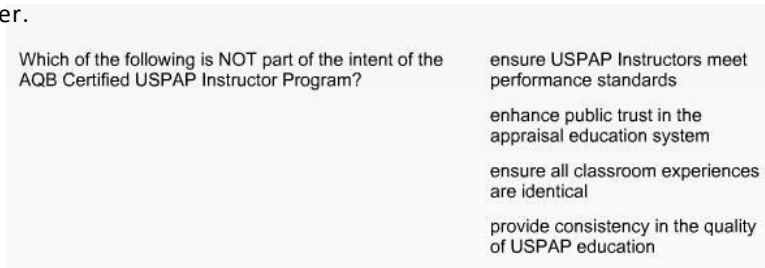 er.
Which of the following is NOT part of the intent of the
AQB Certified USPAP Instructor Program?
ensure USPAP Instructors meet
performance standards
enhance public trust in the
appraisal education system
ensure all classroom experiences
are identical
provide consistency in the quality
of USPAP education